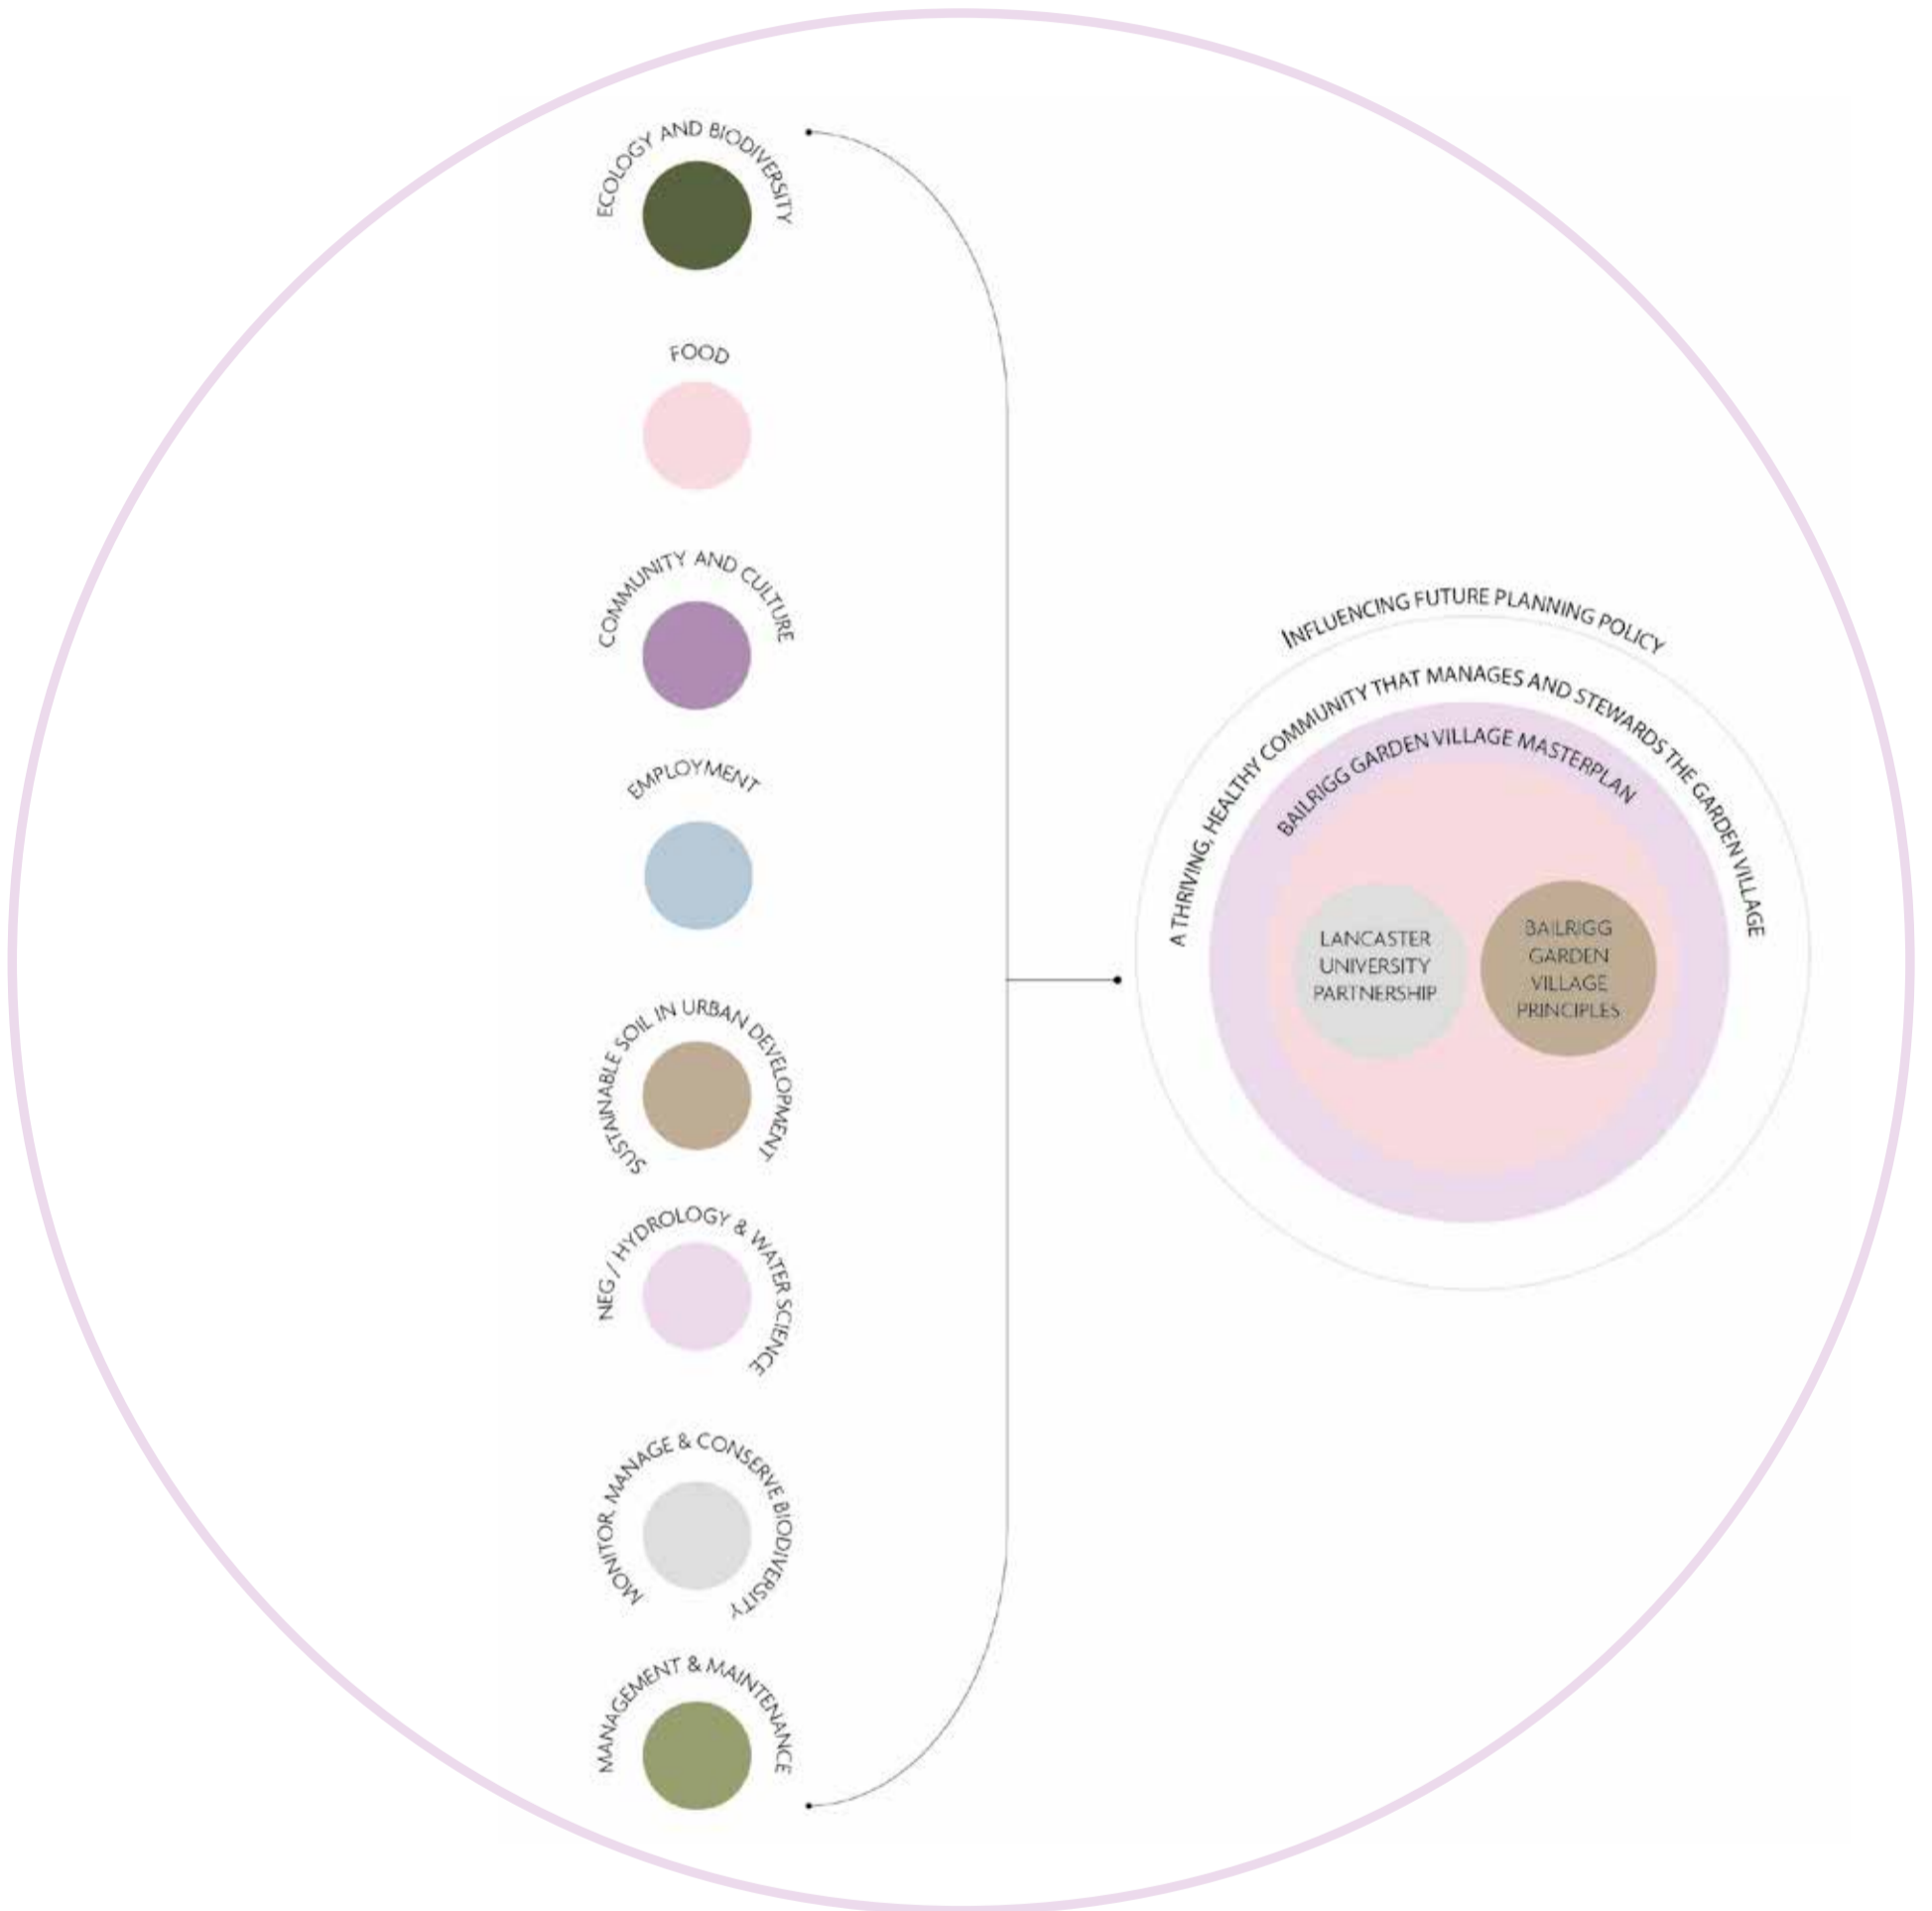 ECOLOGY AND BIODIVERSITY
FOOD
COMMUNITY AND CULTURE
EMPLOYMENT
SUSTAINABLE SOIL IN URBAN DEVELOPMENT
NEG / HYDROLOGY & WATER SCIENCE
MONITOR, MANAGE & CONSERVE BIODIVERSITY
MANAGEMENT & MAINTENANCE
INFLUENCING FUTURE PLANNING POLICY
A THRIVING, HEALTHY COMMUNITY THAT MANAGES AND STEWARDS THE GARDEN VILLAGE
BAILRIGG GARDEN VILLAGE MASTERPLAN
LANCASTER
UNIVERSITY
PARTNERSHIP
BAILRIGG
GARDEN
VILLAGE
PRINCIPLES